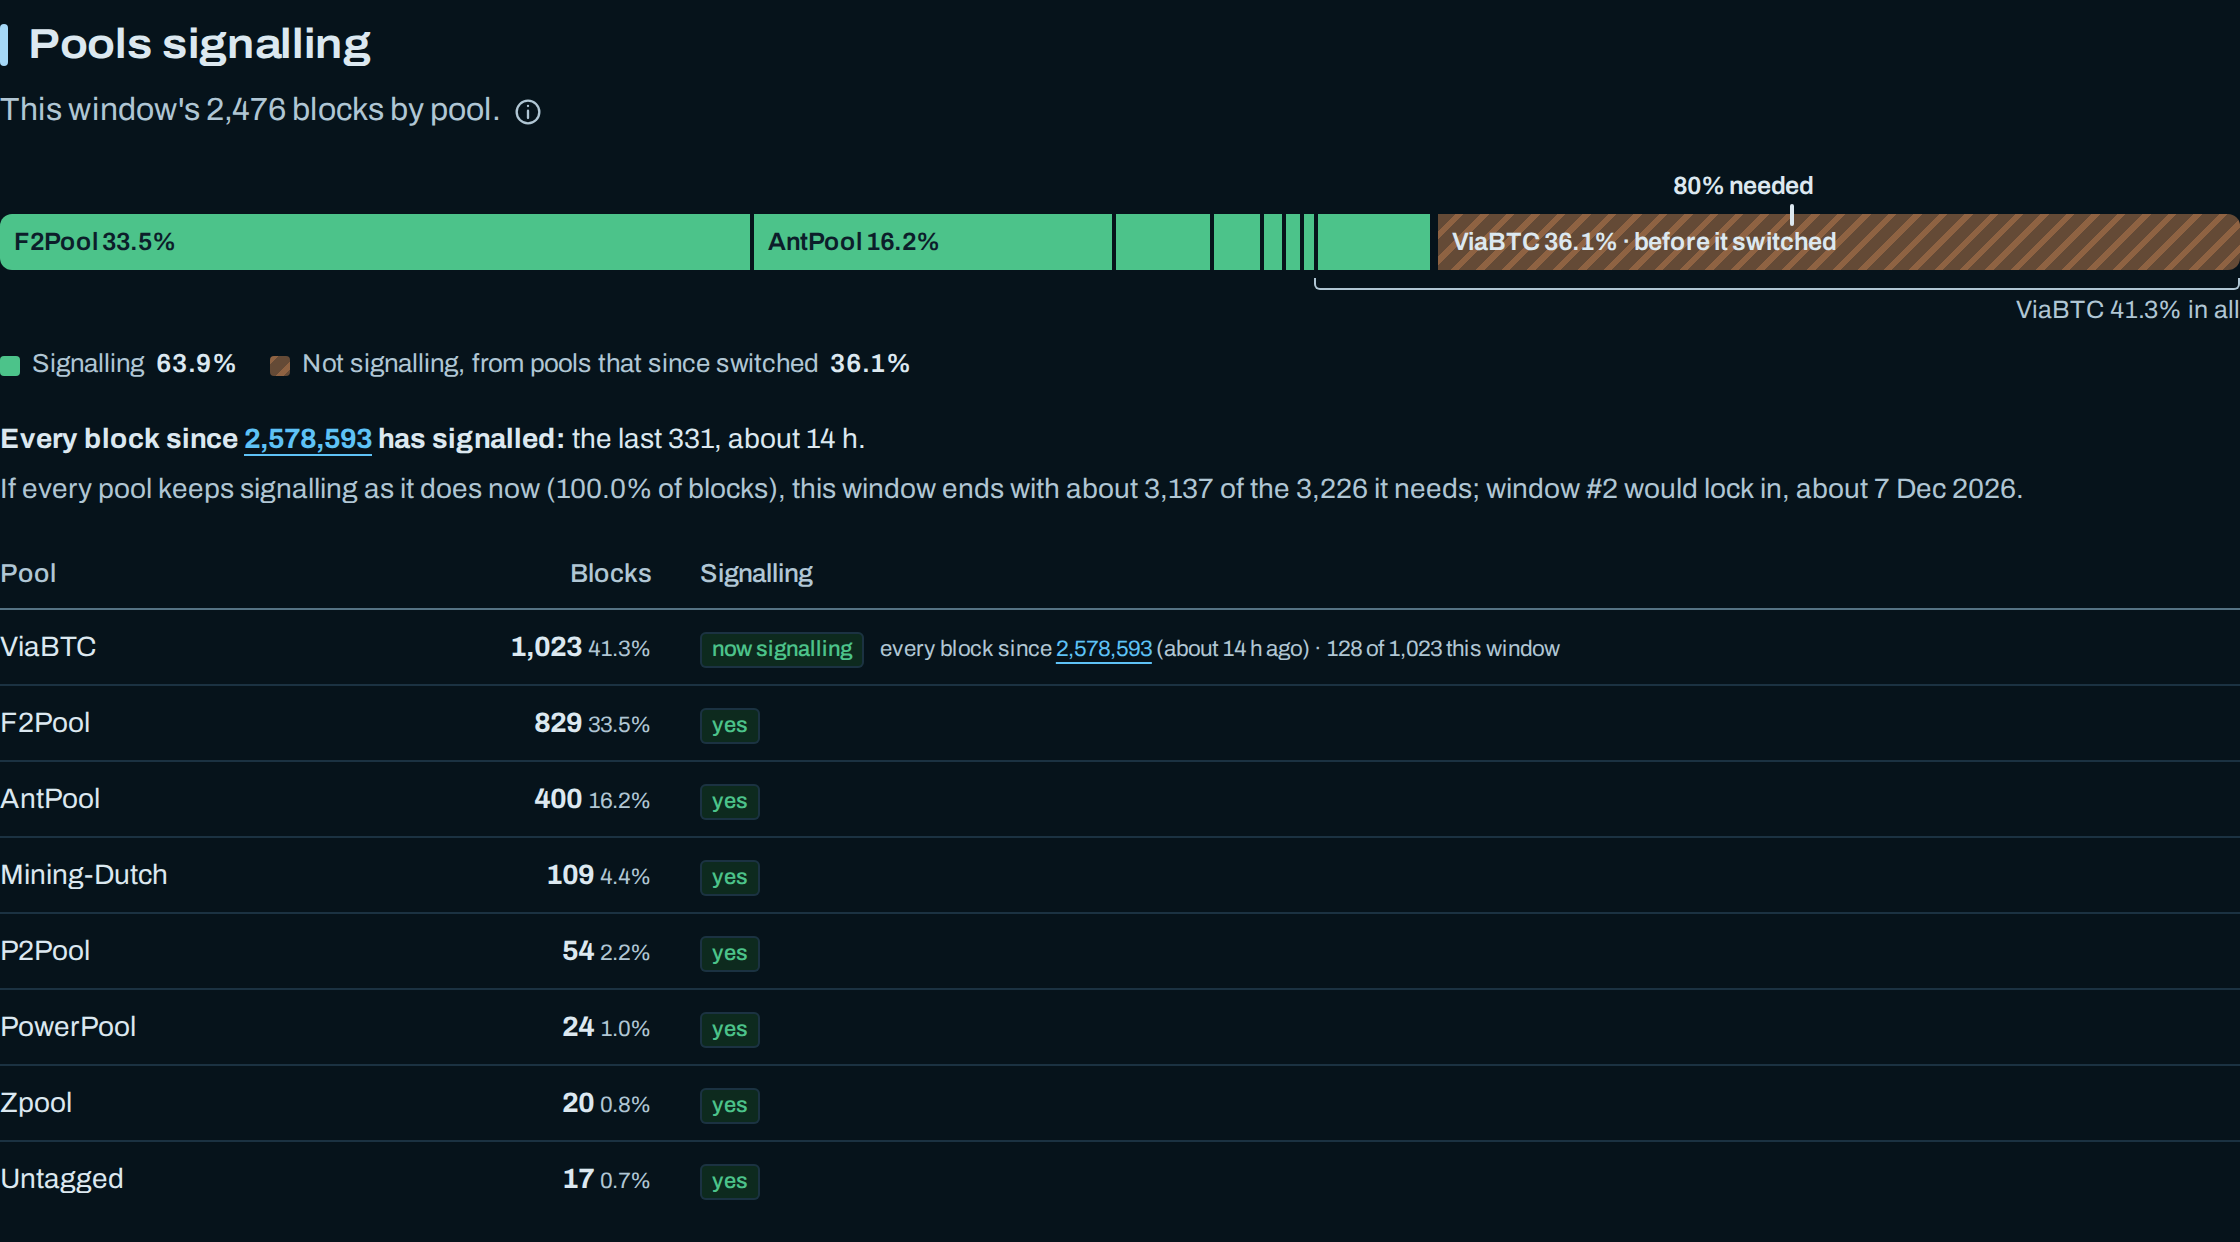 Pools signalling
This window's 2,476 blocks by pool.
80% needed
F2Pool 33.5% AntPool 16.2% ViaBTC 36.1% · before it switched
ViaBTC 41.3% in all
Signalling 63.9% Not signalling, from pools that since switched 36.1%
Every block since 2,578,593 has signalled: the last 331, about 14 h.
If every pool keeps signalling as it does now (100.0% of blocks), this window ends with about 3,137 of the 3,226 it needs; window #2 would lock in, about 7 Dec 2026.
Pool Blocks Signalling
ViaBTC 1,023 41.3% now signalling every block since 2,578,593 (about 14 h ago) · 128 of 1,023 this window
F2Pool 829 33.5% yes
AntPool 400 16.2% yes
Mining-Dutch 109 4.4% yes
P2Pool 54 2.2% yes
PowerPool 24 1.0% yes
Zpool 20 0.8% yes
Untagged 17 0.7% yes